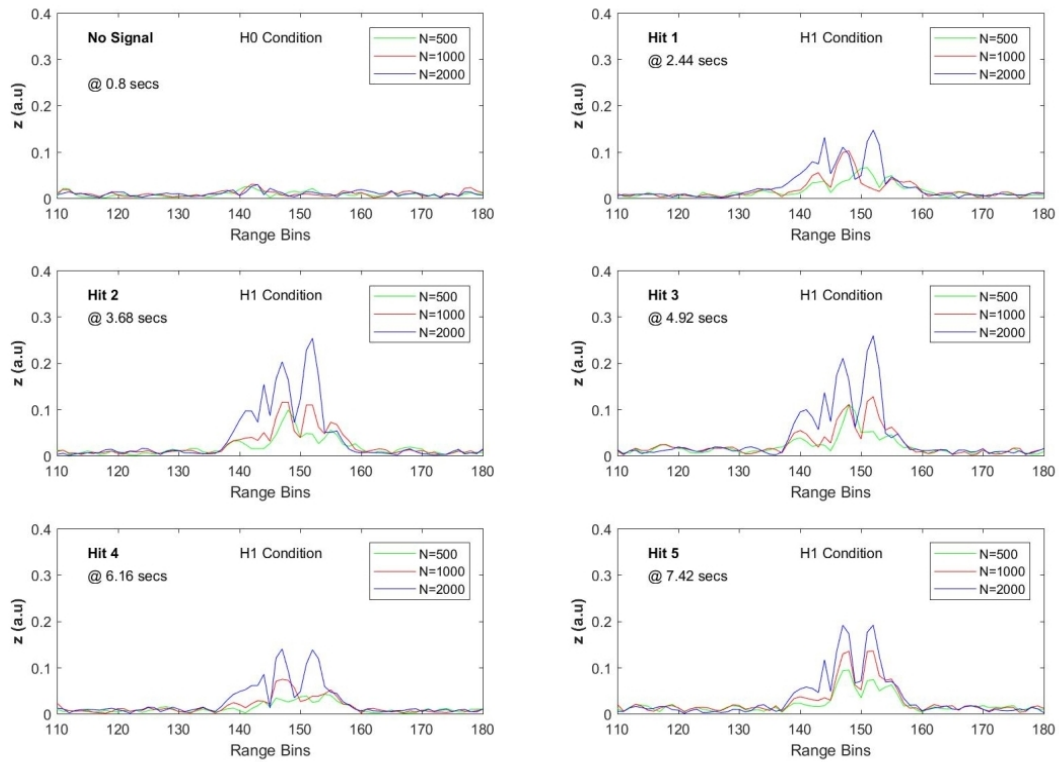 0.4
No Signal H0 Condition
N=500
N=1000
N=2000
@ 0.8 secs
0.3
0.2
0.1
0
z (a.u)
110 120 130 140 150 160 170 180
Range Bins
0.4
Hit 1 H1 Condition
N=500
@ 2.44 secs
N=1000
N=2000
0.3
0.2
0.1
0
z (a.u)
110 120 130 140 150 160 170 180
Range Bins
0.4
Hit 2 H1 Condition
N=500
@ 3.68 secs
N=1000
N=2000
0.3
0.2
0.1
0
z (a.u)
110 120 130 140 150 160 170 180
Range Bins
0.4
Hit 3 H1 Condition
N=500
@ 4.92 secs
N=1000
N=2000
0.3
0.2
0.1
0
z (a.u)
110 120 130 140 150 160 170 180
Range Bins
0.4
Hit 4 H1 Condition
N=500
@ 6.16 secs
N=1000
N=2000
0.3
0.2
0.1
0
z (a.u)
110 120 130 140 150 160 170 180
Range Bins
0.4
Hit 5 H1 Condition
N=500
@ 7.42 secs
N=1000
N=2000
0.3
0.2
0.1
0
z (a.u)
110 120 130 140 150 160 170 180
Range Bins